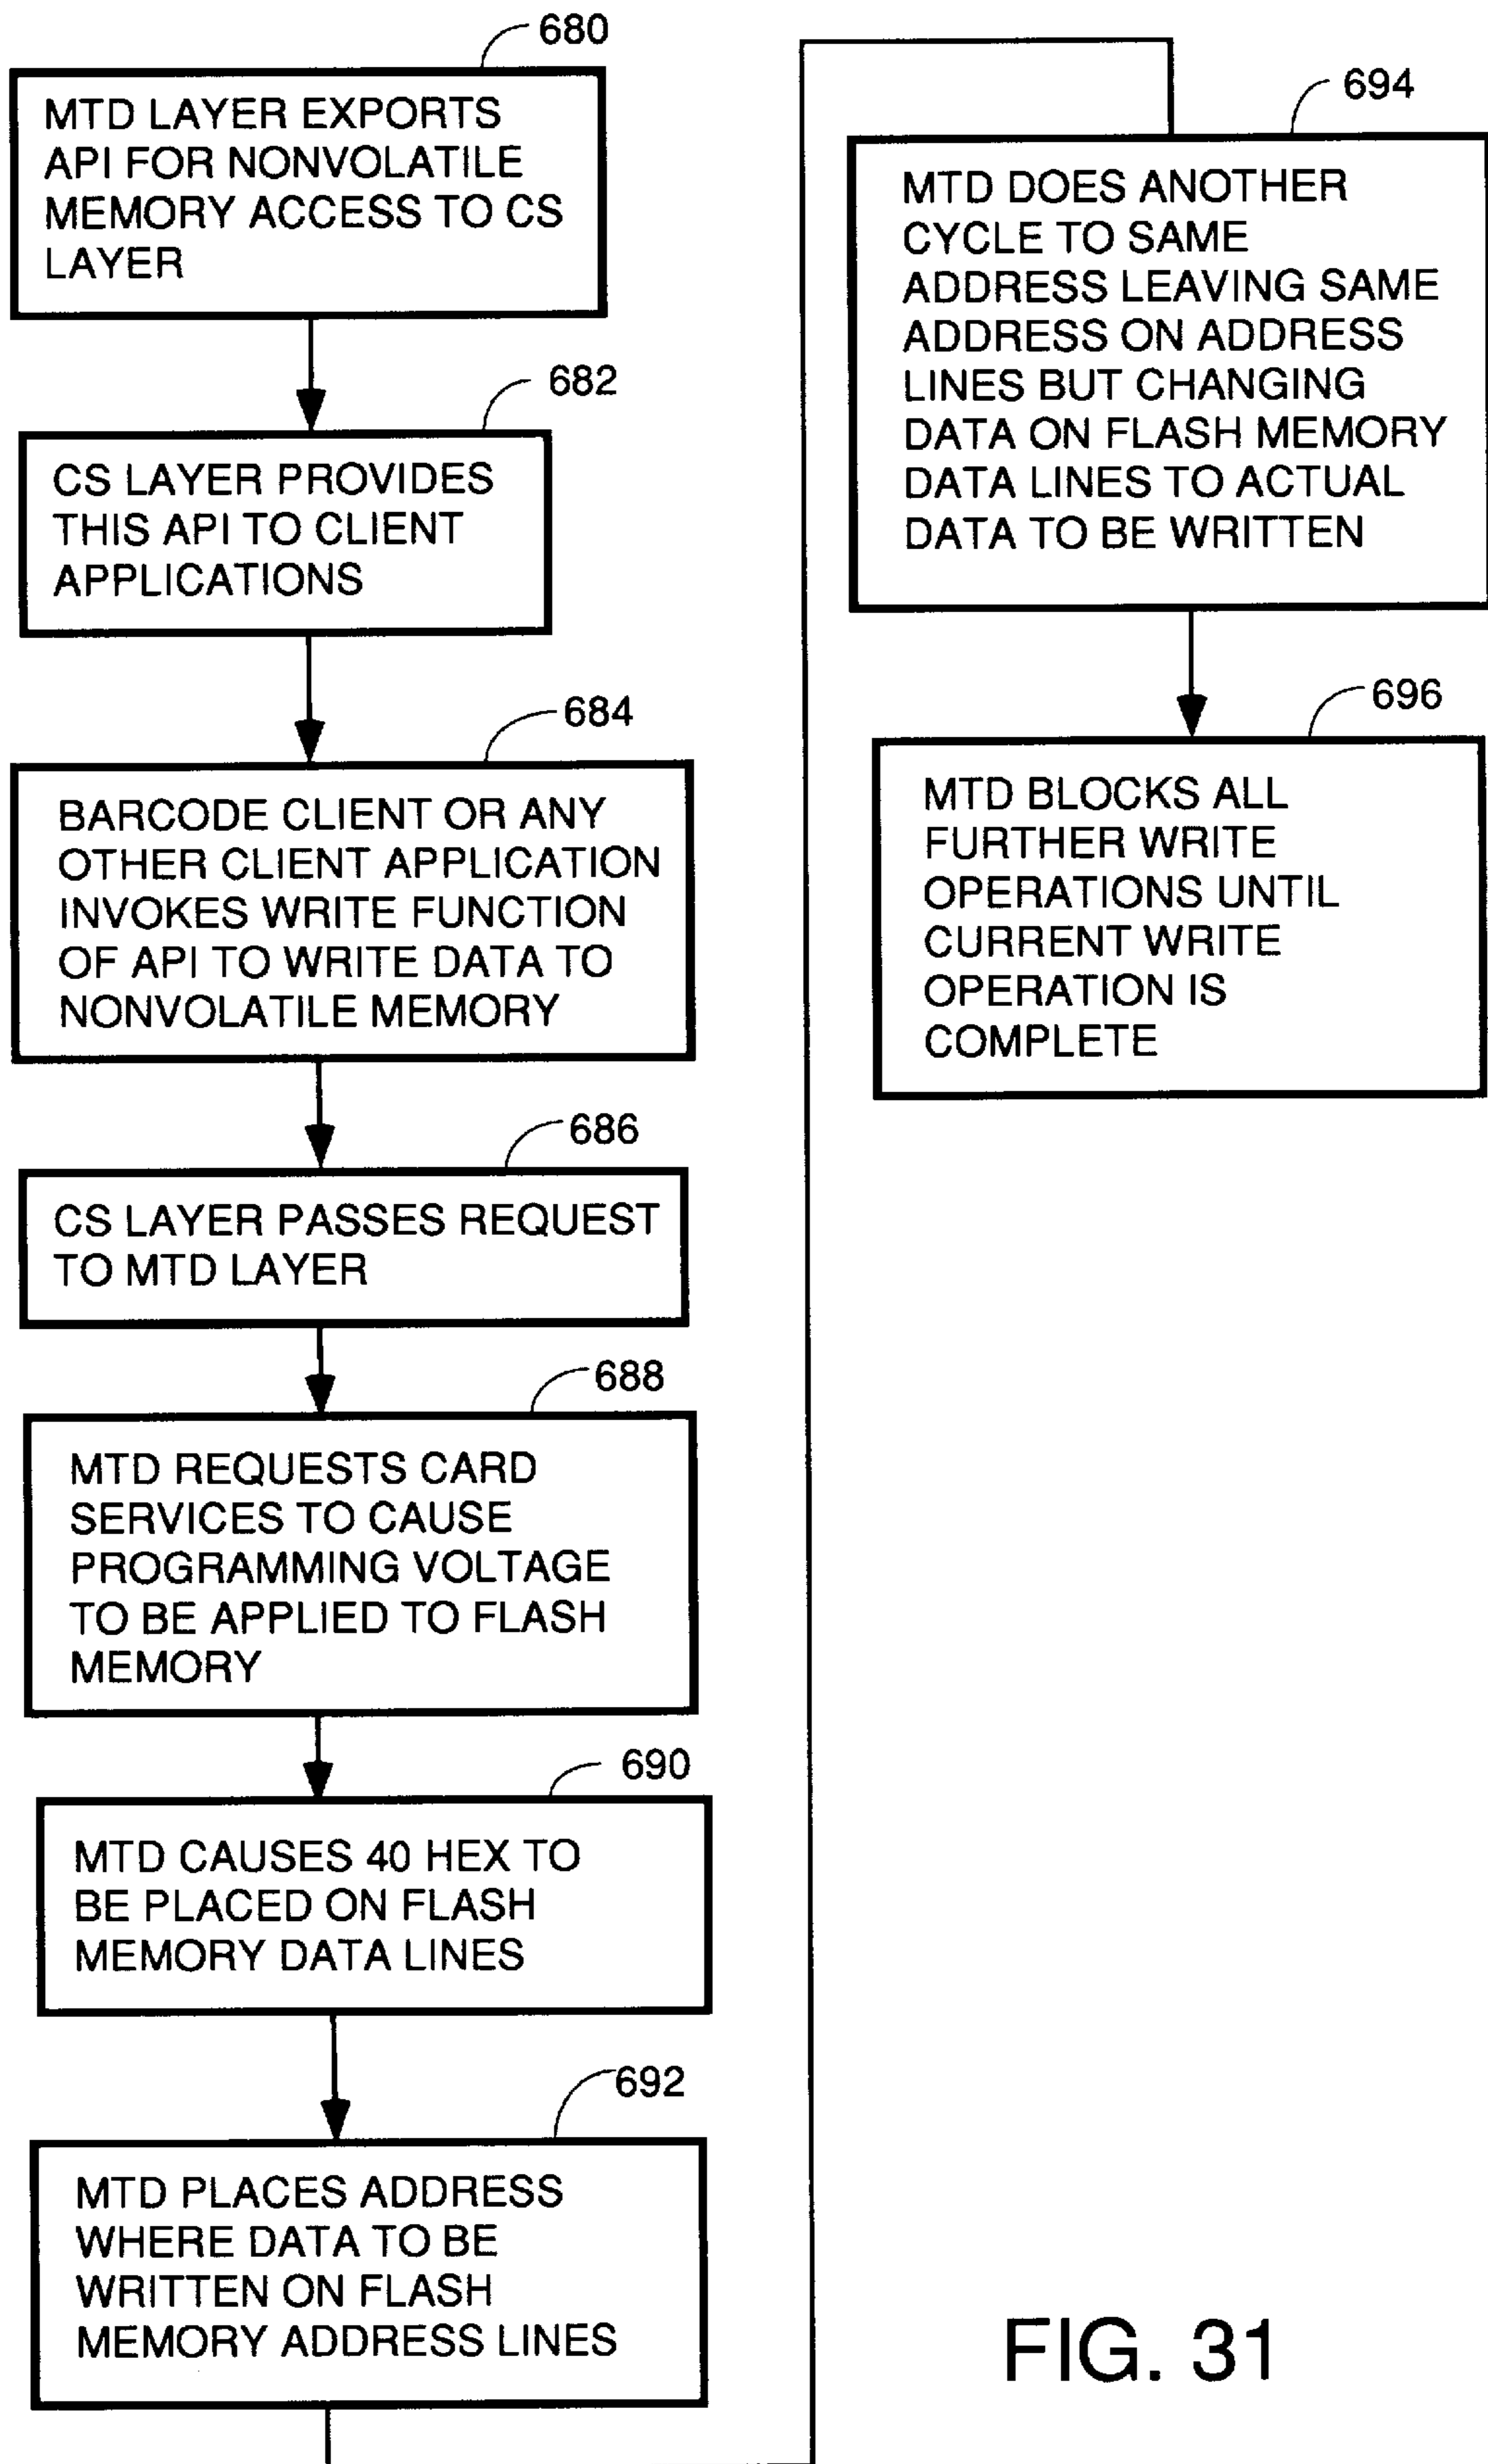 680
MTD LAYER EXPORTS
API FOR NONVOLATILE
MEMORY ACCESS TO CS
LAYER
682
CS LAYER PROVIDES
THIS API TO CLIENT
APPLICATIONS
684
BARCODE CLIENT OR ANY
OTHER CLIENT APPLICATION
INVOKES WRITE FUNCTION
OF API TO WRITE DATA TO
NONVOLATILE MEMORY
686
CS LAYER PASSES REQUEST
TO MTD LAYER
688
MTD REQUESTS CARD
SERVICES TO CAUSE
PROGRAMMING VOLTAGE
TO BE APPLIED TO FLASH
MEMORY
690
MTD CAUSES 40 HEX TO
BE PLACED ON FLASH
MEMORY DATA LINES
692
MTD PLACES ADDRESS
WHERE DATA TO BE
WRITTEN ON FLASH
MEMORY ADDRESS LINES
694
MTD DOES ANOTHER
CYCLE TO SAME
ADDRESS LEAVING SAME
ADDRESS ON ADDRESS
LINES BUT CHANGING
DATA ON FLASH MEMORY
DATA LINES TO ACTUAL
DATA TO BE WRITTEN
696
MTD BLOCKS ALL
FURTHER WRITE
OPERATIONS UNTIL
CURRENT WRITE
OPERATION IS
COMPLETE
FIG. 31